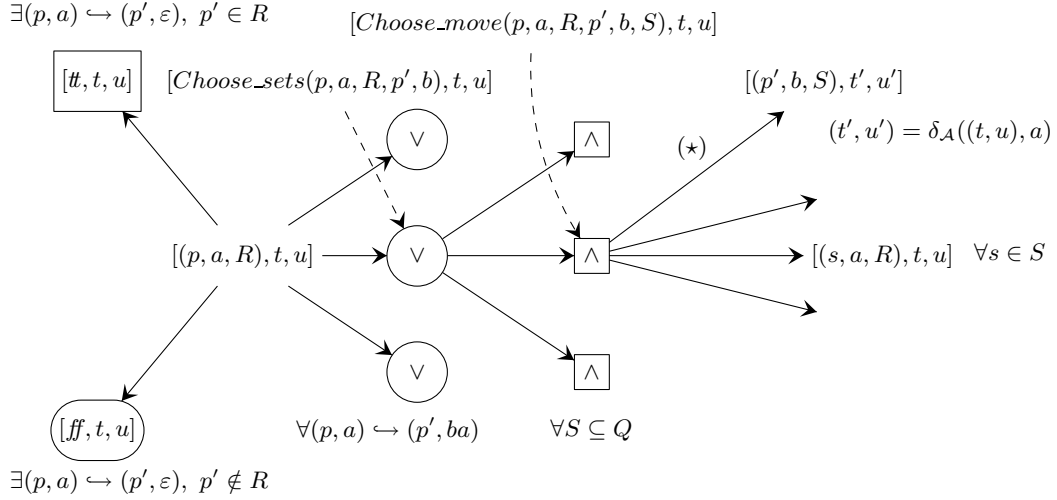 ∃(p, a) ↪ (p′, ε), p′ ∈ R
[Choose_move(p, a, R, p′, b, S), t, u]
[tt, t, u]
[Choose_sets(p, a, R, p′, b), t, u]
[(p′, b, S), t′, u′]
(t′, u′) = δ_𝒜((t, u), a)
∨
∧
(⋆)
[(p, a, R), t, u]
∨
∧
[(s, a, R), t, u] ∀s ∈ S
∨
∧
[ff, t, u]
∀(p, a) ↪ (p′, ba)
∀S ⊆ Q
∃(p, a) ↪ (p′, ε), p′ ∉ R